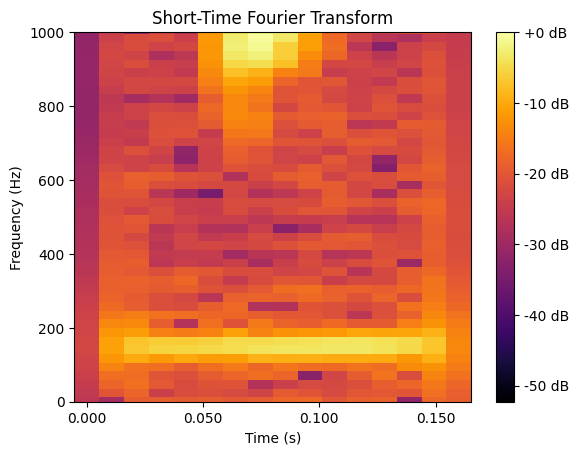 Short-Time Fourier Transform
1000
800
600
400
200
0
Frequency (Hz)
0.000
0.050
0.100
0.150
Time (s)
+0 dB
-10 dB
-20 dB
-30 dB
-40 dB
-50 dB